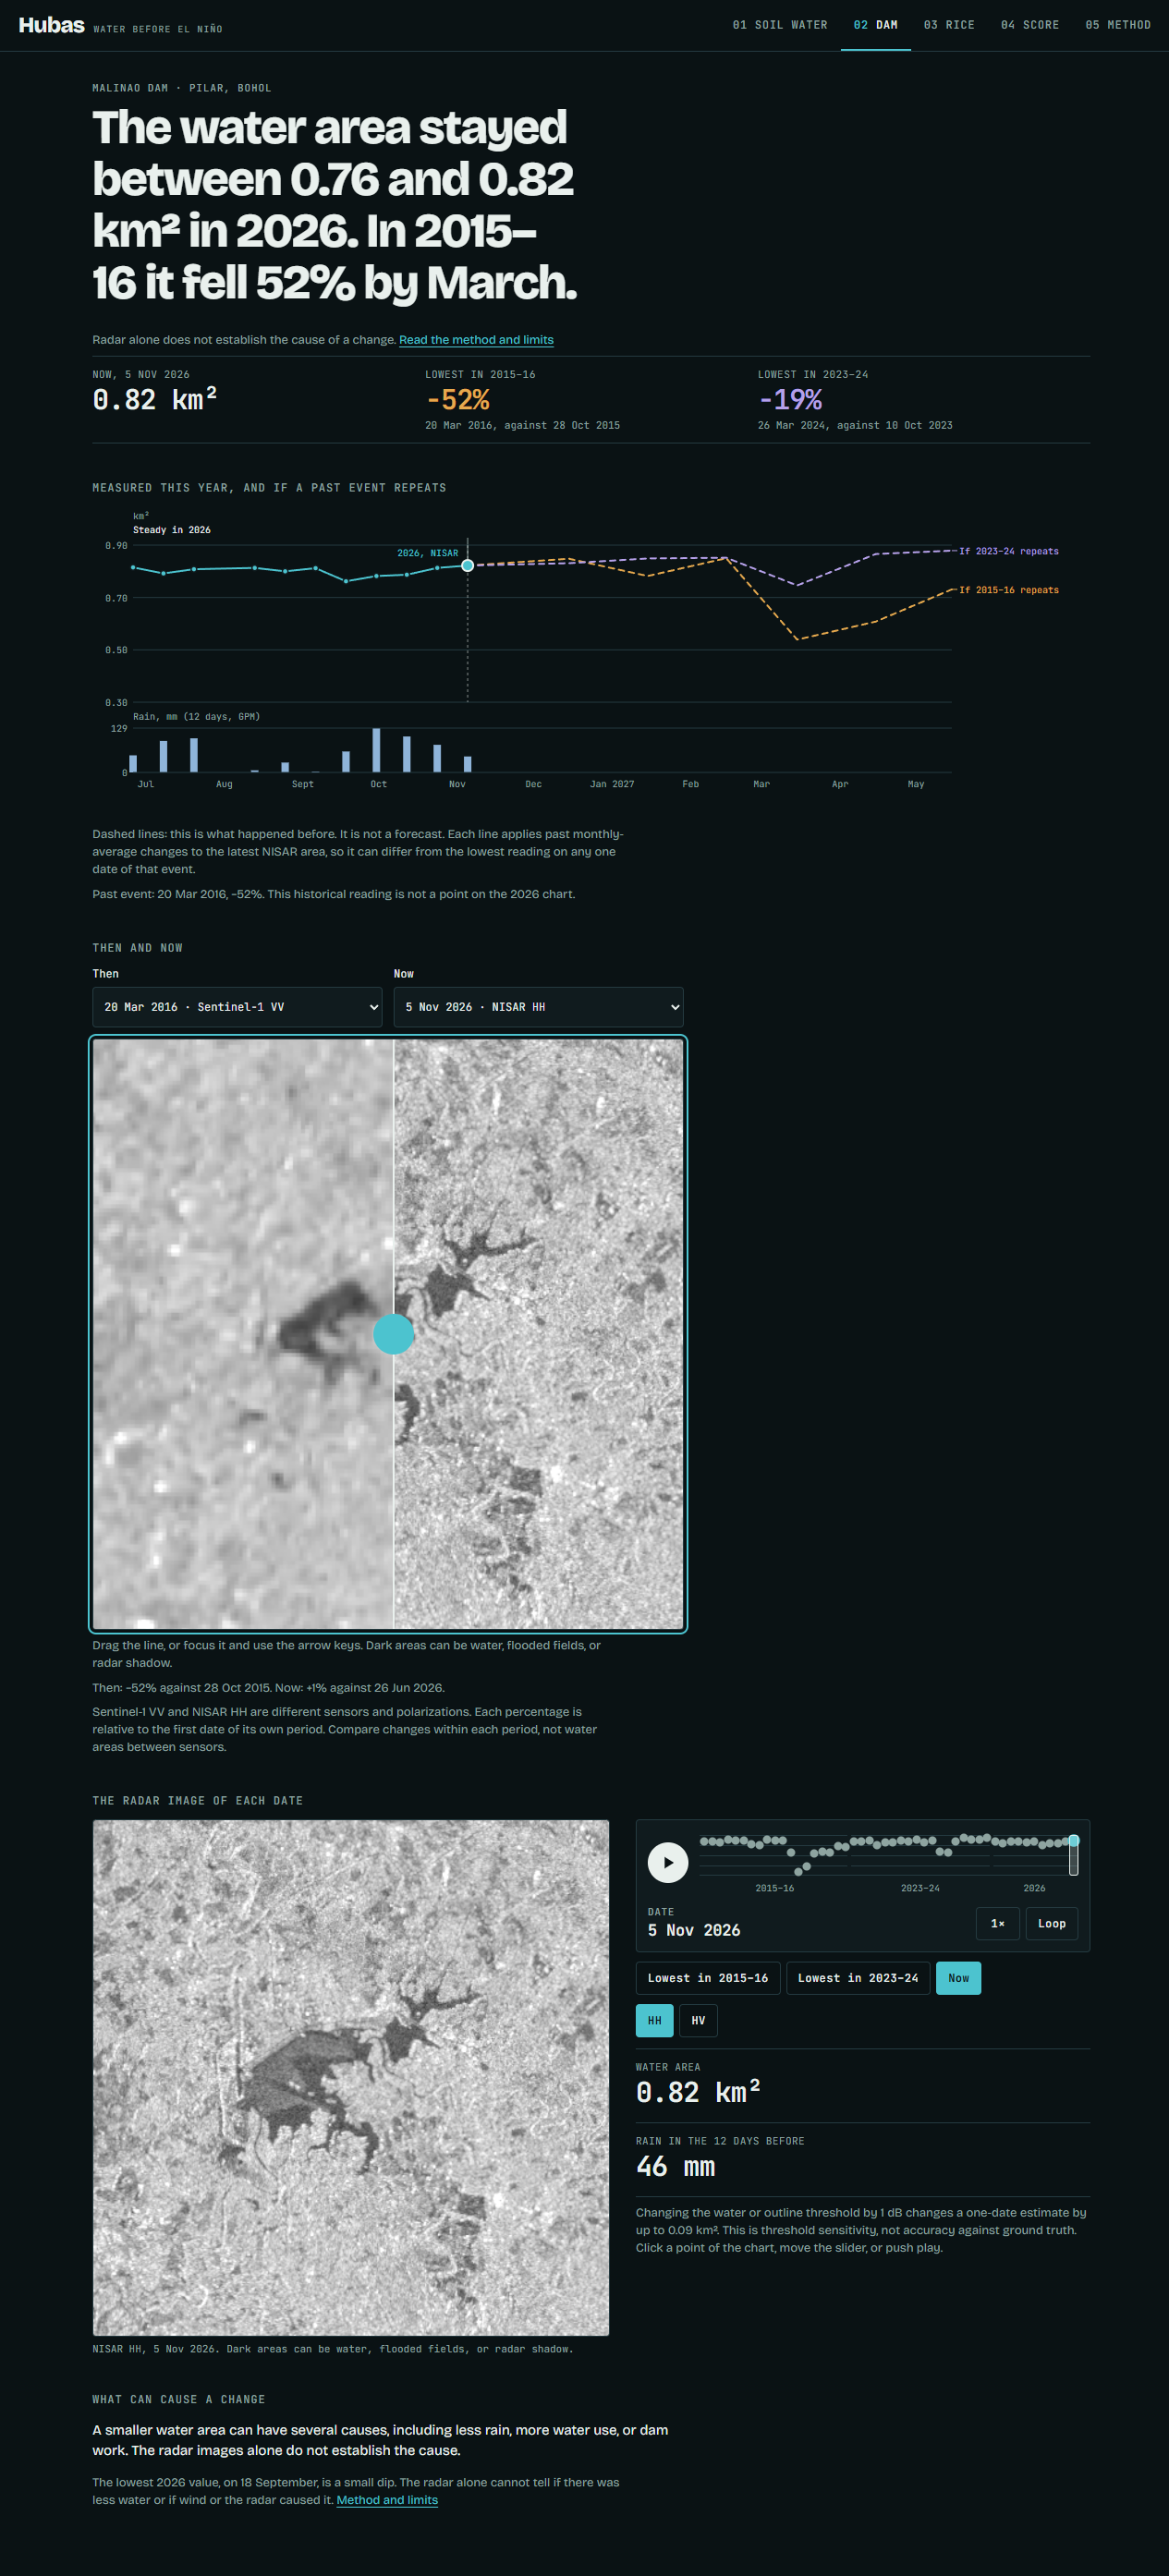 Hubas WATER BEFORE EL NIÑO
01 SOIL WATER 02 DAM 03 RICE 04 SCORE 05 METHOD
MALINAO DAM · PILAR, BOHOL
The water area stayed
between 0.76 and 0.82
km² in 2026. In 2015–
16 it fell 52% by March.
Radar alone does not establish the cause of a change. Read the method and limits
NOW, 5 NOV 2026
0.82 km²
LOWEST IN 2015–16
-52%
20 Mar 2016, against 28 Oct 2015
LOWEST IN 2023–24
-19%
26 Mar 2024, against 10 Oct 2023
MEASURED THIS YEAR, AND IF A PAST EVENT REPEATS
km²
Steady in 2026
2026, NISAR
If 2023–24 repeats
If 2015–16 repeats
0.90
0.70
0.50
0.30
Rain, mm (12 days, GPM)
129
0
Jul Aug Sept Oct Nov Dec Jan 2027 Feb Mar Apr May
Dashed lines: this is what happened before. It is not a forecast. Each line applies past monthly-
average changes to the latest NISAR area, so it can differ from the lowest reading on any one
date of that event.
Past event: 20 Mar 2016, -52%. This historical reading is not a point on the 2026 chart.
THEN AND NOW
Then
20 Mar 2016 · Sentinel-1 VV
Now
5 Nov 2026 · NISAR HH
Drag the line, or focus it and use the arrow keys. Dark areas can be water, flooded fields, or
radar shadow.
Then: -52% against 28 Oct 2015. Now: +1% against 26 Jun 2026.
Sentinel-1 VV and NISAR HH are different sensors and polarizations. Each percentage is
relative to the first date of its own period. Compare changes within each period, not water
areas between sensors.
THE RADAR IMAGE OF EACH DATE
2015–16 2023–24 2026
DATE
5 Nov 2026
1× Loop
Lowest in 2015–16 Lowest in 2023–24 Now
HH HV
WATER AREA
0.82 km²
RAIN IN THE 12 DAYS BEFORE
46 mm
Changing the water or outline threshold by 1 dB changes a one-date estimate by
up to 0.09 km². This is threshold sensitivity, not accuracy against ground truth.
Click a point of the chart, move the slider, or push play.
NISAR HH, 5 Nov 2026. Dark areas can be water, flooded fields, or radar shadow.
WHAT CAN CAUSE A CHANGE
A smaller water area can have several causes, including less rain, more water use, or dam
work. The radar images alone do not establish the cause.
The lowest 2026 value, on 18 September, is a small dip. The radar alone cannot tell if there was
less water or if wind or the radar caused it. Method and limits